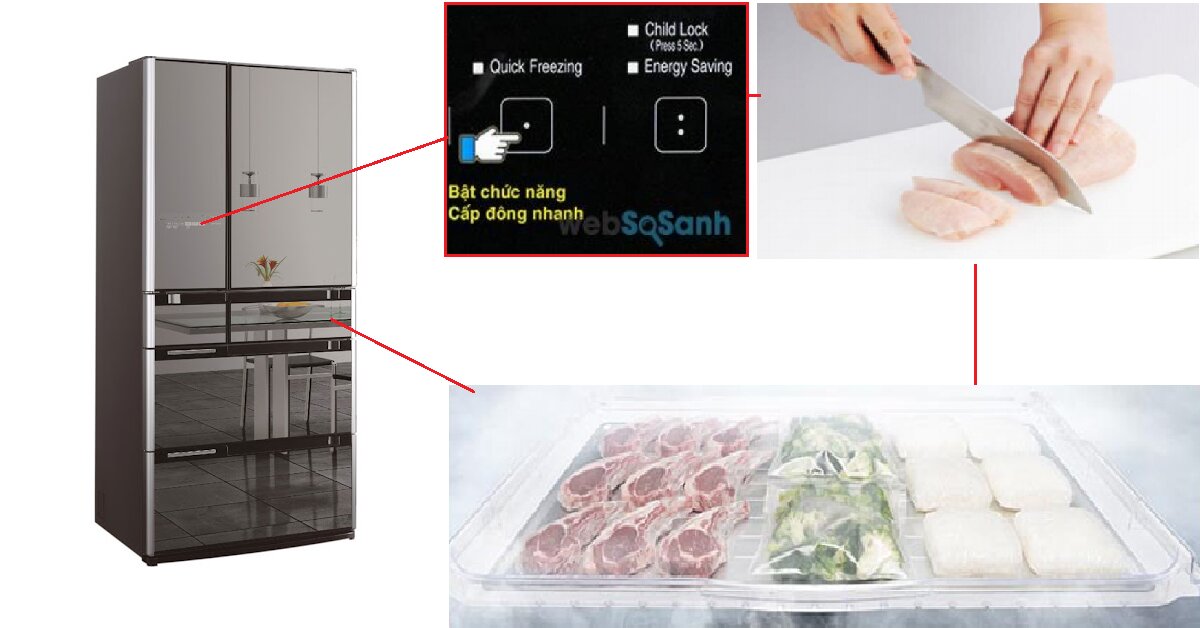 Child Lock
(Press 5 Sec.)
Quick Freezing
Energy Saving
Bật chức năng
Cấp đông nhanh
webSoSanh